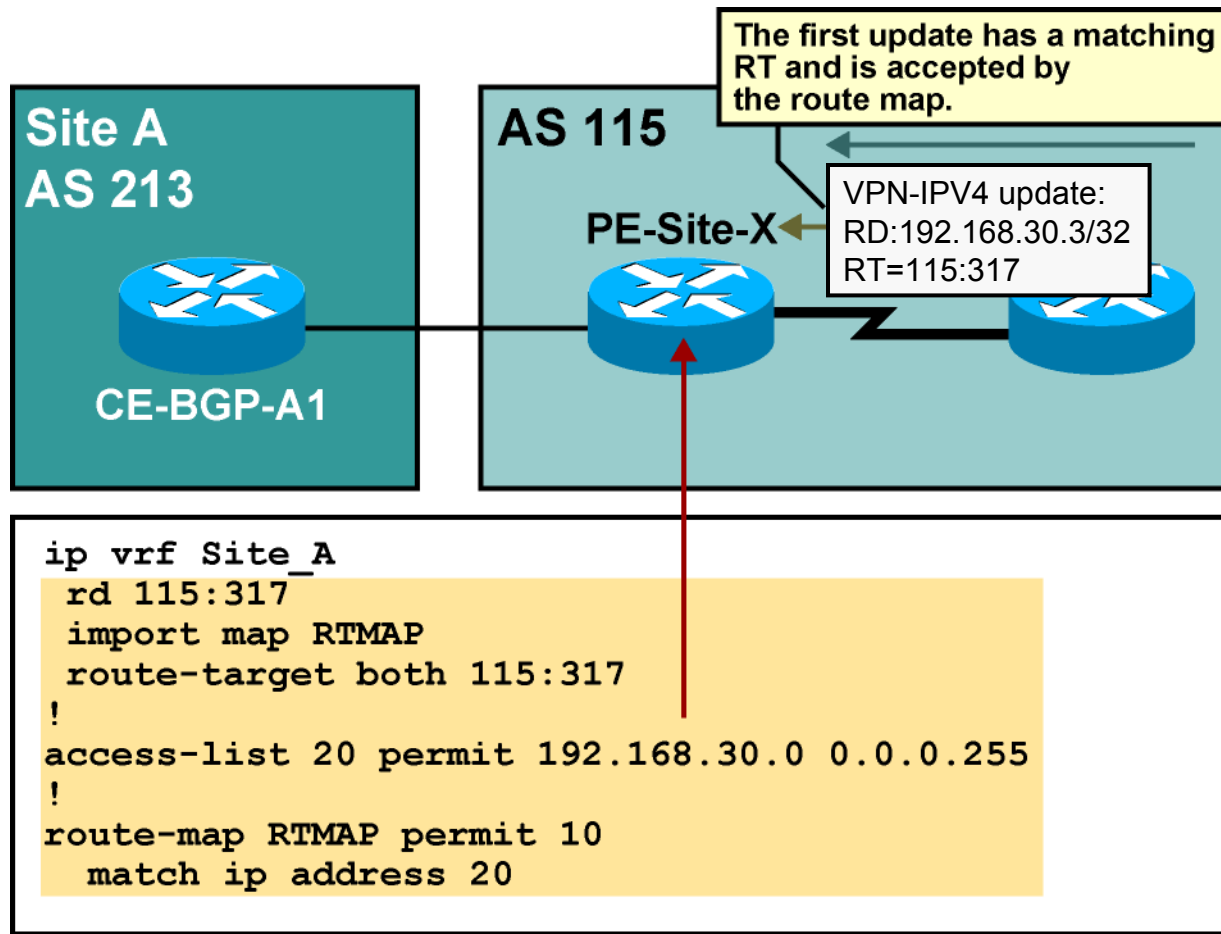 The first update has a matching
RT and is accepted by
the route map.
Site A
AS 213
AS 115
PE-Site-X
VPN-IPV4 update:
RD:192.168.30.3/32
RT=115:317
CE-BGP-A1
ip vrf Site_A
rd 115:317
import map RTMAP
route-target both 115:317
!
access-list 20 permit 192.168.30.0 0.0.0.255
!
route-map RTMAP permit 10
match ip address 20